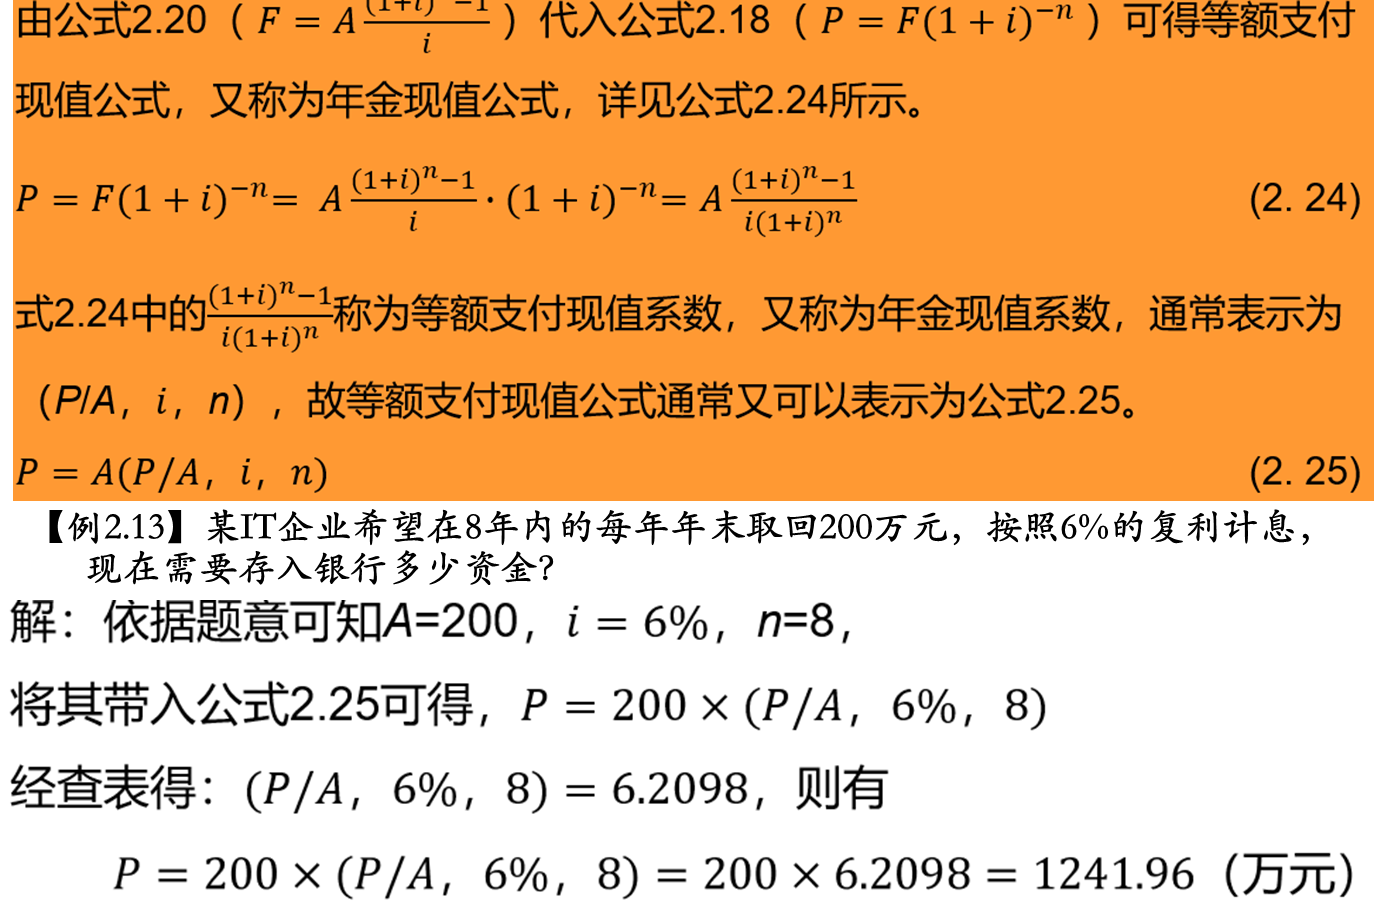 由公式2.20（$F = A\frac{(1+i)^n-1}{i}$）代入公式2.18（$P = F(1+i)^{-n}$）可得等额支付
现值公式，又称为年金现值公式，详见公式2.24所示。
$P = F(1+i)^{-n} = A\frac{(1+i)^n-1}{i} \cdot (1+i)^{-n} = A\frac{(1+i)^n-1}{i(1+i)^n}$ (2. 24)
式2.24中的$\frac{(1+i)^n-1}{i(1+i)^n}$称为等额支付现值系数，又称为年金现值系数，通常表示为
（P/A，i，n），故等额支付现值公式通常又可以表示为公式2.25。
$P = A(P/A，i，n)$ (2. 25)
【例2.13】某IT企业希望在8年内的每年年末取回200万元，按照6%的复利计息，
现在需要存入银行多少资金?
解：依据题意可知A=200，$i = 6\%$，n=8，
将其带入公式2.25可得，$P = 200 \times (P/A，6\%，8)$
经查表得：$(P/A，6\%，8) = 6.2098$，则有
$P = 200 \times (P/A，6\%，8) = 200 \times 6.2098 = 1241.96$（万元）